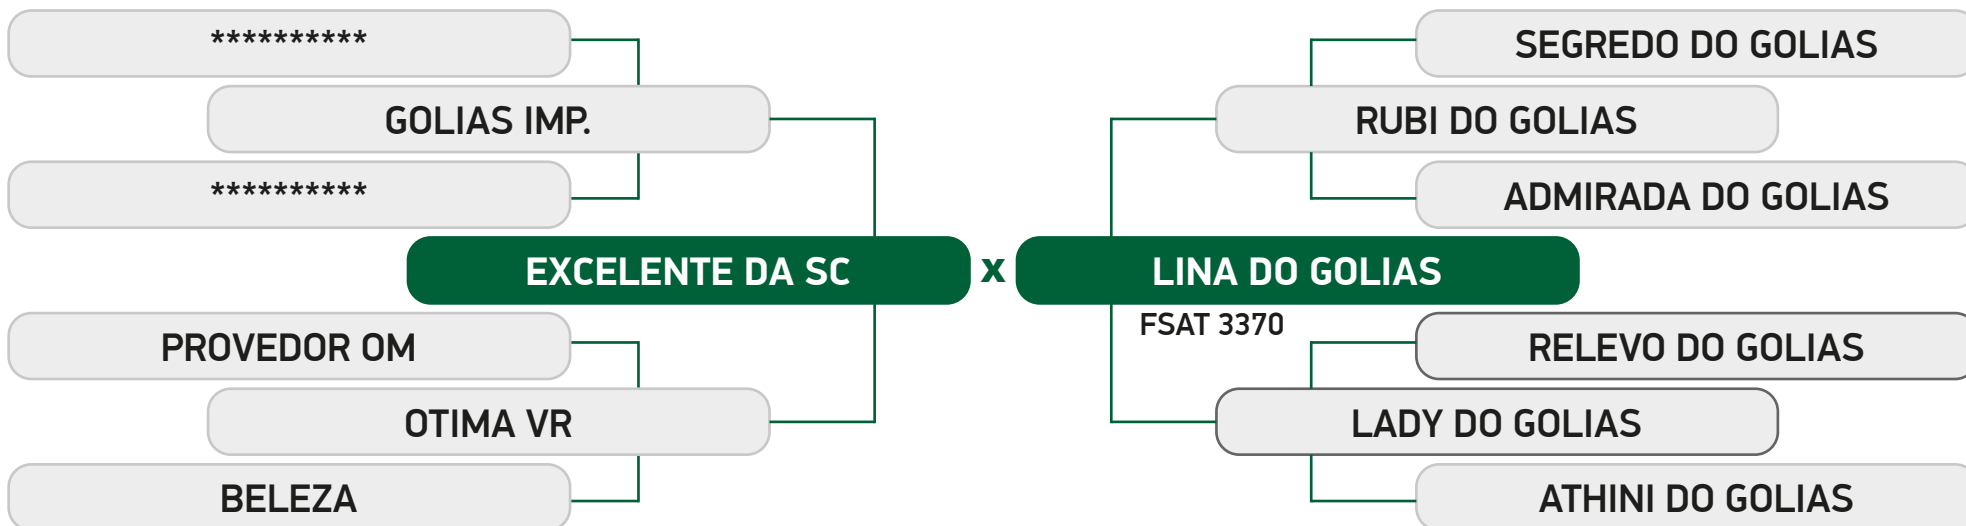 **********
SEGREDO DO GOLIAS
GOLIAS IMP.
RUBI DO GOLIAS
**********
ADMIRADA DO GOLIAS
EXCELENTE DA SC x LINA DO GOLIAS
FSAT 3370
PROVEDOR OM
RELEVO DO GOLIAS
OTIMA VR
LADY DO GOLIAS
BELEZA
ATHINI DO GOLIAS